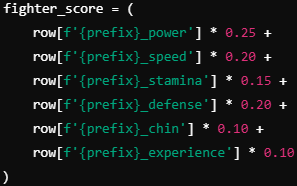 fighter_score = (
    row[f'{prefix}_power'] * 0.25 +
    row[f'{prefix}_speed'] * 0.20 +
    row[f'{prefix}_stamina'] * 0.15 +
    row[f'{prefix}_defense'] * 0.20 +
    row[f'{prefix}_chin'] * 0.10 +
    row[f'{prefix}_experience'] * 0.10
)